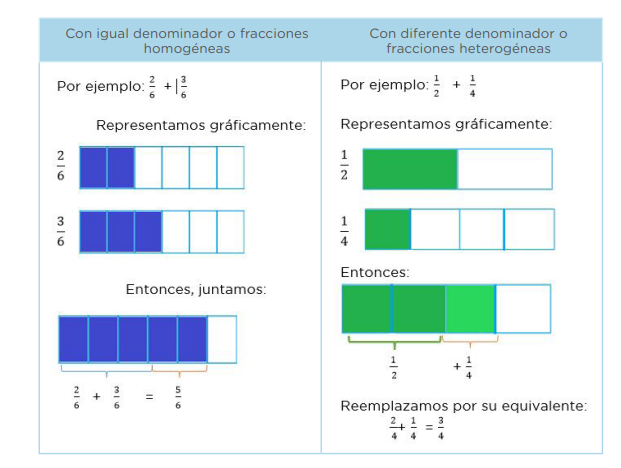 Con igual denominador o fracciones
homogéneas
Por ejemplo: 2/6 + |3/6
Representamos gráficamente:
2/6
3/6
Entonces, juntamos:
2/6 + 3/6 = 5/6
Con diferente denominador o
fracciones heterogéneas
Por ejemplo: 1/2 + 1/4
Representamos gráficamente:
1/2
1/4
Entonces:
1/2 + 1/4
Reemplazamos por su equivalente:
2/4 + 1/4 = 3/4